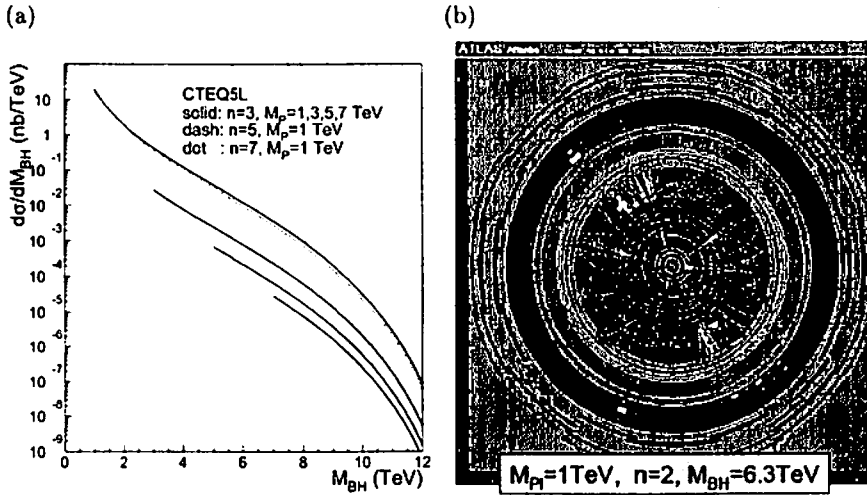 (a)
(b)
CTEQ5L
solid: n=3, M_P=1,3,5,7 TeV
dash: n=5, M_P=1 TeV
dot : n=7, M_P=1 TeV
dσ/dM_BH (nb/TeV)
10
1
10^-1
10^-2
10^-3
10^-4
10^-5
10^-6
10^-7
10^-8
10^-9
0 2 4 6 8 10 12
M_BH (TeV)
ATLAS
M_Pl=1TeV, n=2, M_BH=6.3TeV